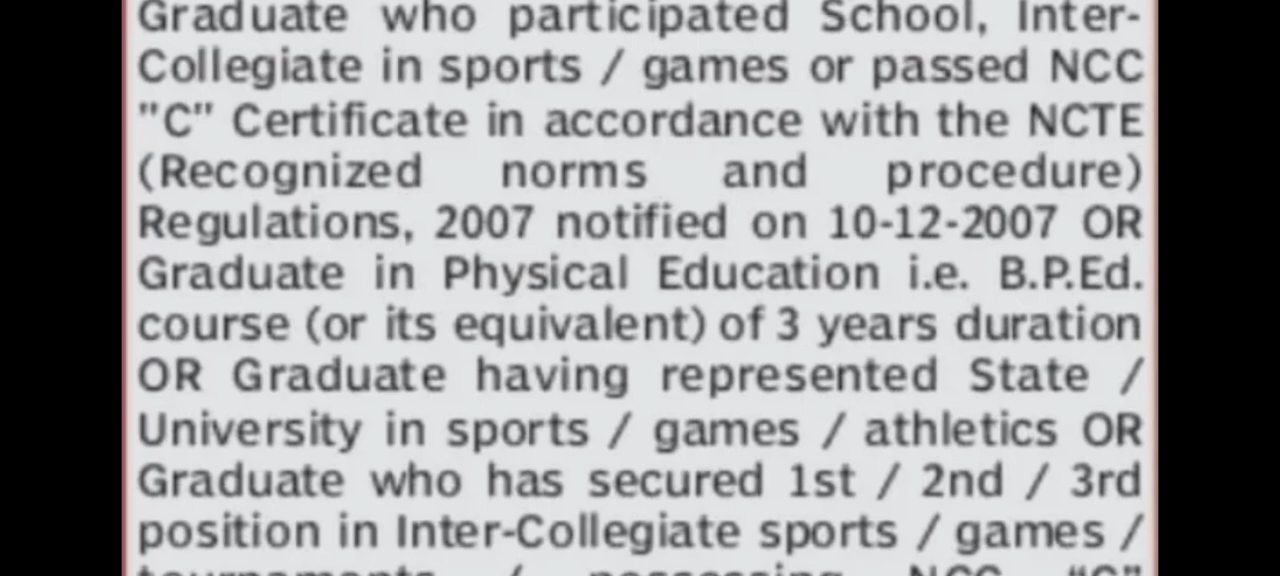 Graduate who participated School, Inter-
Collegiate in sports / games or passed NCC
"C" Certificate in accordance with the NCTE
(Recognized norms and procedure)
Regulations, 2007 notified on 10-12-2007 OR
Graduate in Physical Education i.e. B.P.Ed.
course (or its equivalent) of 3 years duration
OR Graduate having represented State /
University in sports / games / athletics OR
Graduate who has secured 1st / 2nd / 3rd
position in Inter-Collegiate sports / games /
tournaments / possessing NCC “C”